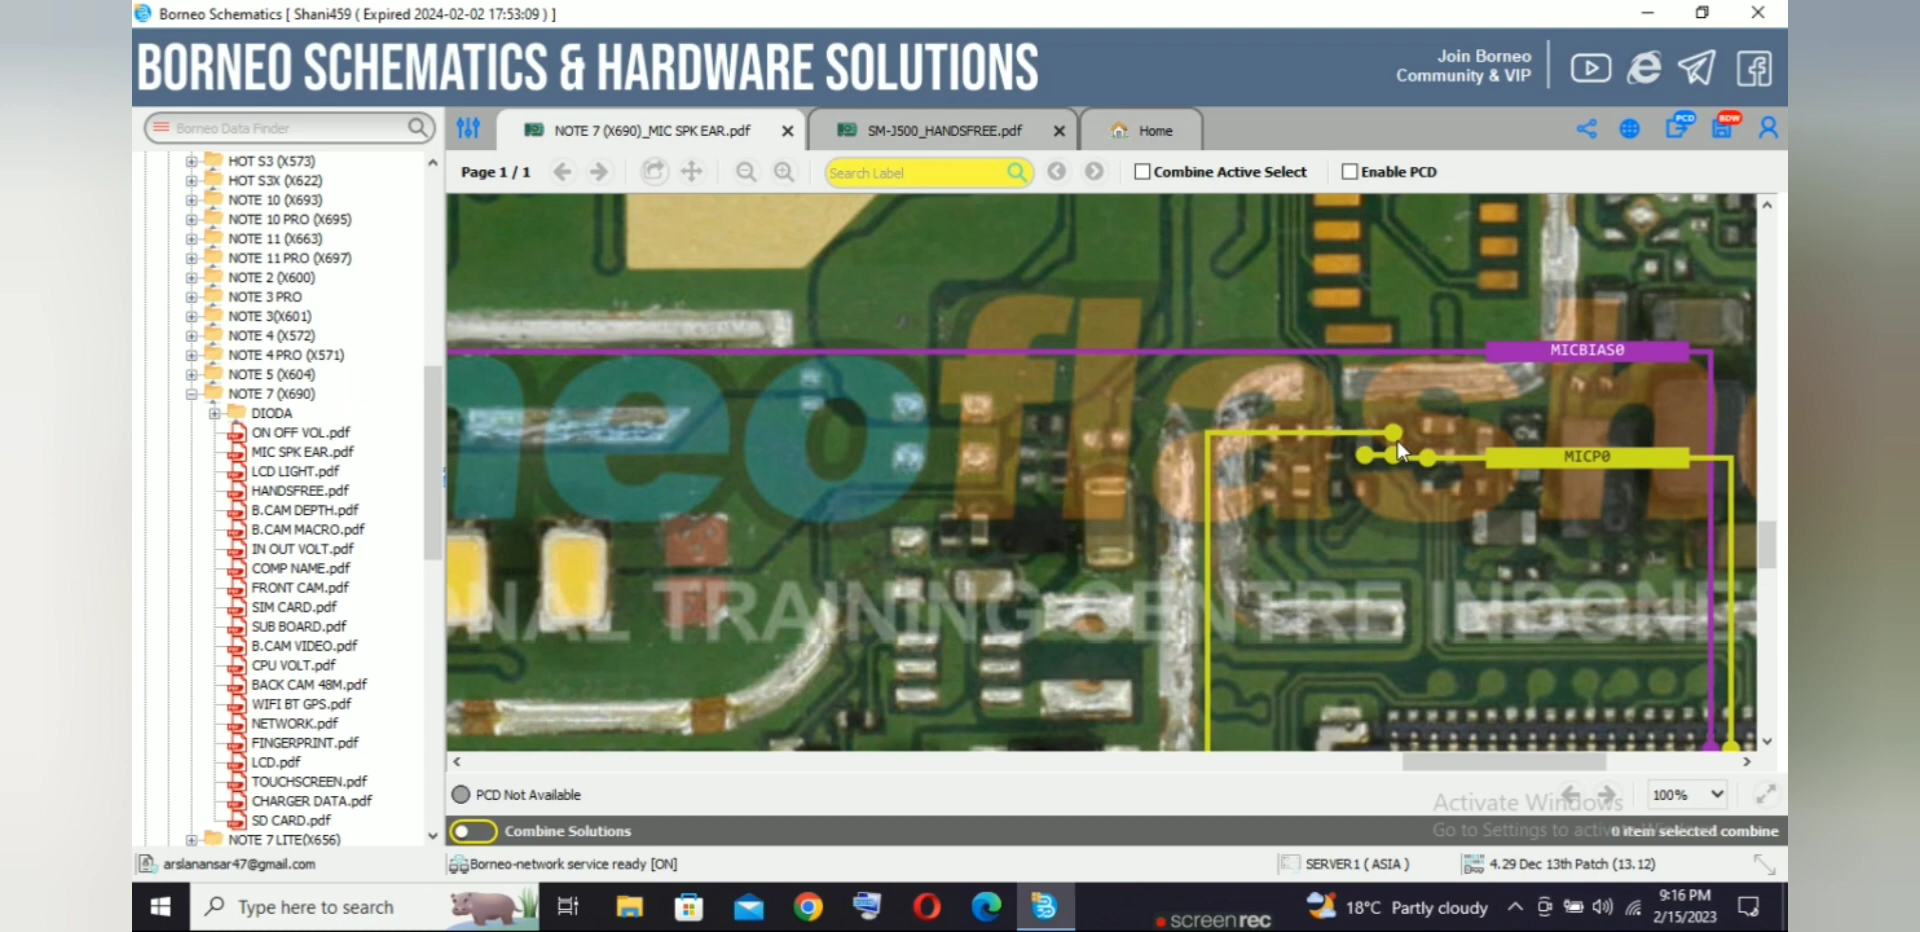 Borneo Schematics [ Shani459 ( Expired 2024-02-02 17:53:09 ) ]
BORNEO SCHEMATICS & HARDWARE SOLUTIONS
Join Borneo
Community & VIP
Borneo Data Finder
NOTE 7 (X690)_MIC SPK EAR.pdf
SM-J500_HANDSFREE.pdf
Home
PCD
BDW
Page 1 / 1
Search Label
Combine Active Select
Enable PCD
HOT S3 (X573)
HOT S3X (X622)
NOTE 10 (X693)
NOTE 10 PRO (X695)
NOTE 11 (X663)
NOTE 11 PRO (X697)
NOTE 2 (X600)
NOTE 3 PRO
NOTE 3(X601)
NOTE 4 (X572)
NOTE 4 PRO (X571)
NOTE 5 (X604)
NOTE 7 (X690)
DIODA
ON OFF VOL.pdf
MIC SPK EAR.pdf
LCD LIGHT.pdf
HANDSFREE.pdf
B.CAM DEPTH.pdf
B.CAM MACRO.pdf
IN OUT VOLT.pdf
COMP NAME.pdf
FRONT CAM.pdf
SIM CARD.pdf
SUB BOARD.pdf
B.CAM VIDEO.pdf
CPU VOLT.pdf
BACK CAM 48M.pdf
WIFI BT GPS.pdf
NETWORK.pdf
FINGERPRINT.pdf
LCD.pdf
TOUCHSCREEN.pdf
CHARGER DATA.pdf
SD CARD.pdf
NOTE 7 LITE(X656)
MICBIAS0
MICP0
neoflash
ONAL TRAINING CENTRE INDONE
PCD Not Available
100%
Activate Windows
Combine Solutions
0 item selected combine
arslanansar47@gmail.com
Borneo-network service ready [ON]
SERVER1 ( ASIA )
4.29 Dec 13th Patch (13.12)
Type here to search
screenrec
18°C Partly cloudy
9:16 PM
2/15/2023